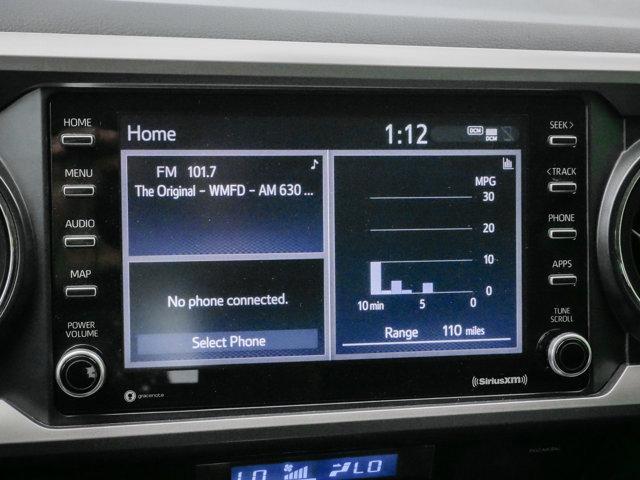 HOME
MENU
AUDIO
MAP
POWER
VOLUME
Home
1:12
DCM
DCM
FM 101.7
The Original - WMFD - AM 630 ...
No phone connected.
Select Phone
MPG
30
20
10
0
10 min 5 0
Range 110 miles
SEEK >
< TRACK
PHONE
APPS
TUNE
SCROLL
gracenote
((SiriusXM))
LO LO